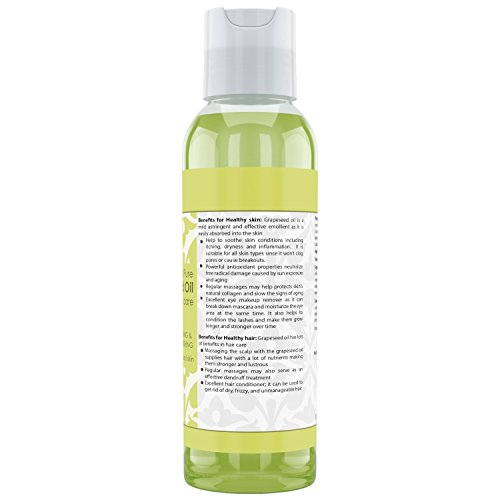 Benefits for Healthy skin: Grapeseed oil is a
mild astringent and effective emollient as it is
easily absorbed into the skin
• Help to soothe skin conditions including
itching, dryness and inflammation. It is
suitable for all skin types since it won't clog
pores or cause breakouts.
• Powerful antioxidant properties neutralize
free radical damage caused by sun exposure
and aging
• Regular massages may help protect skin's
natural collagen and slow the signs of aging
• Excellent eye makeup remover as it can
break down mascara and moisturize the eye
area at the same time. It also helps to
condition the lashes and make them grow
longer and stronger over time
Benefits for Healthy hair: Grapeseed oil has lots
of benefits in hair care
• Massaging the scalp with the grapeseed oil
supplies hair with a lot of nutrients making
them stronger and lustrous
• Regular massages may also serve as an
effective dandruff treatment
• Excellent hair conditioner; it can be used to
get rid of dry, frizzy, and unmanageable hair
Pure
Oil
care
&
skin